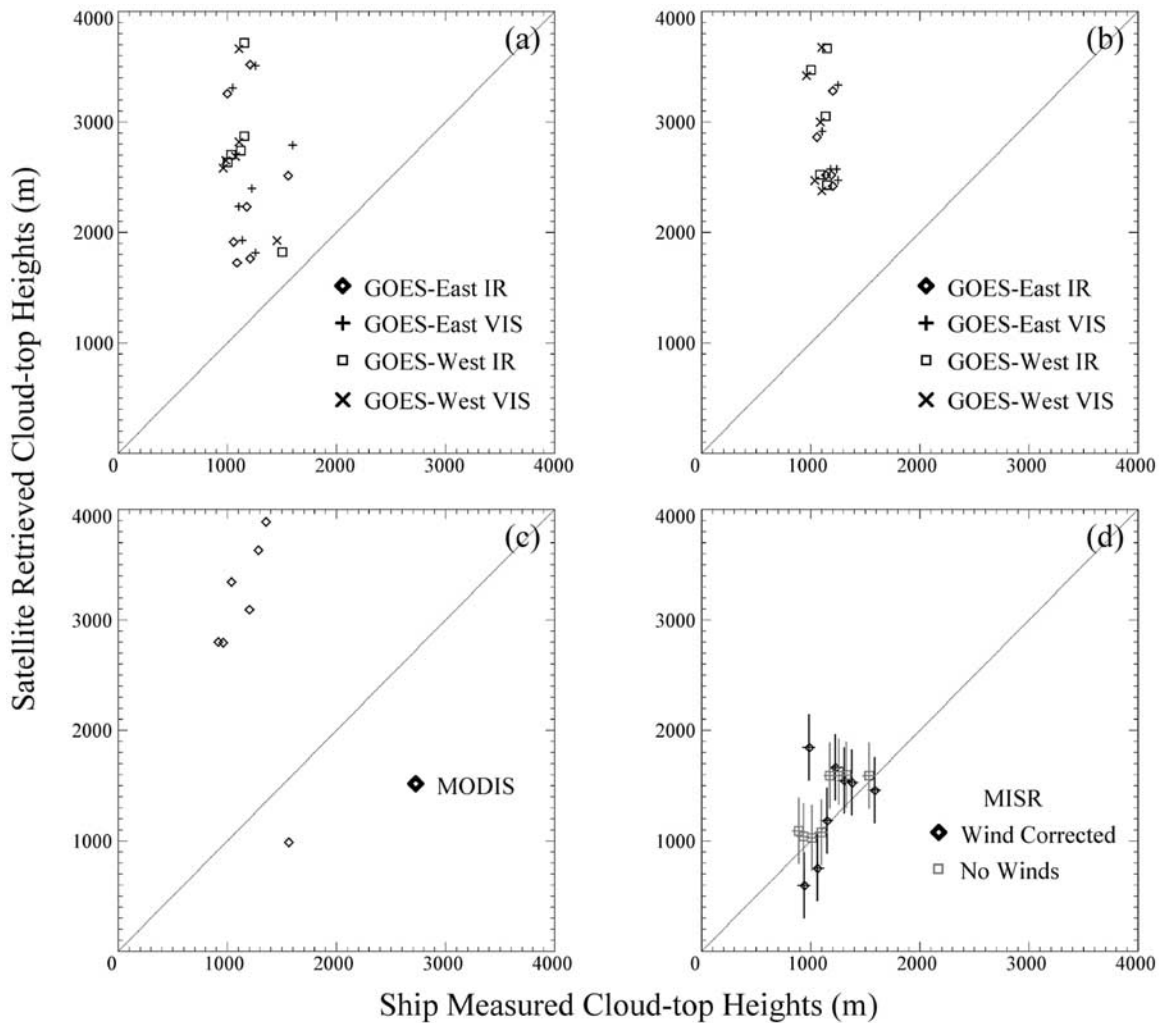 Satellite Retrieved Cloud-top Heights (m)
4000
3000
2000
1000
0
1000
2000
3000
4000
(a)
GOES-East IR
GOES-East VIS
GOES-West IR
GOES-West VIS
4000
3000
2000
1000
0
1000
2000
3000
4000
(b)
GOES-East IR
GOES-East VIS
GOES-West IR
GOES-West VIS
4000
3000
2000
1000
0
1000
2000
3000
4000
(c)
MODIS
4000
3000
2000
1000
0
1000
2000
3000
4000
(d)
MISR
Wind Corrected
No Winds
Ship Measured Cloud-top Heights (m)